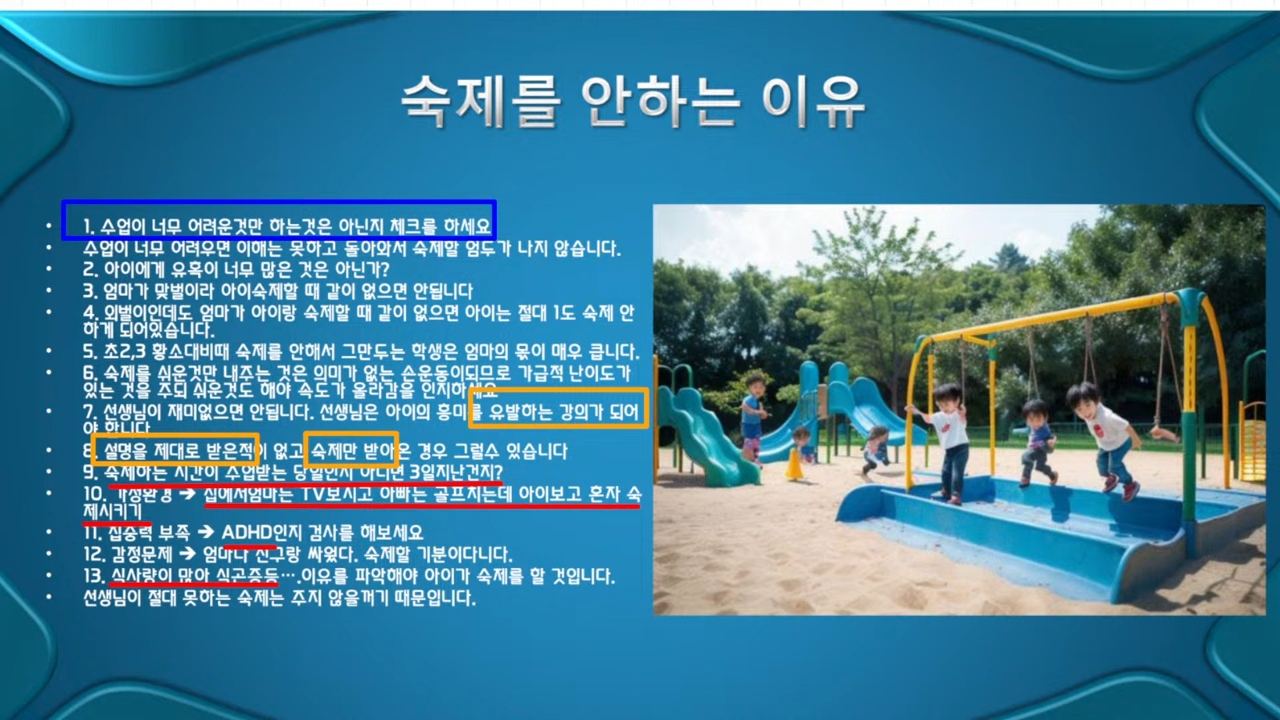 숙제를 안하는 이유
1. 수업이 너무 어려운것만 하는것은 아닌지 체크를 하세요
수업이 너무 어려우면 이해는 못하고 돌아와서 숙제할 엄두가 나지 않습니다.
2. 아이에게 유혹이 너무 많은 것은 아닌가?
3. 엄마가 맞벌이라 아이숙제할 때 같이 없으면 안됩니다
4. 외벌이인데도 엄마가 아이랑 숙제할 때 같이 없으면 아이는 절대 1도 숙제 안
하게 되어있습니다.
5. 초2,3 황소대비때 숙제를 안해서 그만두는 학생은 엄마의 몫이 매우 큽니다.
6. 숙제를 쉬운것만 내주는 것은 의미가 없는 손운동이되므로 가급적 난이도가
있는 것을 주되 쉬운것도 해야 속도가 올라감을 인지하세요
7. 선생님이 재미없으면 안됩니다. 선생님은 아이의 흥미를 유발하는 강의가 되어
야 합니다
8. 설명을 제대로 받은적이 없고 숙제만 받아온 경우 그럴수 있습니다
9. 숙제하는 시간이 수업받는 당일인지 아니면 3일지난건지?
10. 가정환경 → 집에서엄마는 TV보시고 아빠는 골프치는데 아이보고 혼자 숙
제시키기
11. 집중력 부족 → ADHD인지 검사를 해보세요
12. 감정문제 → 엄마나 친구랑 싸웠다. 숙제할 기분이다니다.
13. 식사량이 많아 식곤증등….이유를 파악해야 아이가 숙제를 할 것입니다.
선생님이 절대 못하는 숙제는 주지 않을꺼기 때문입니다.